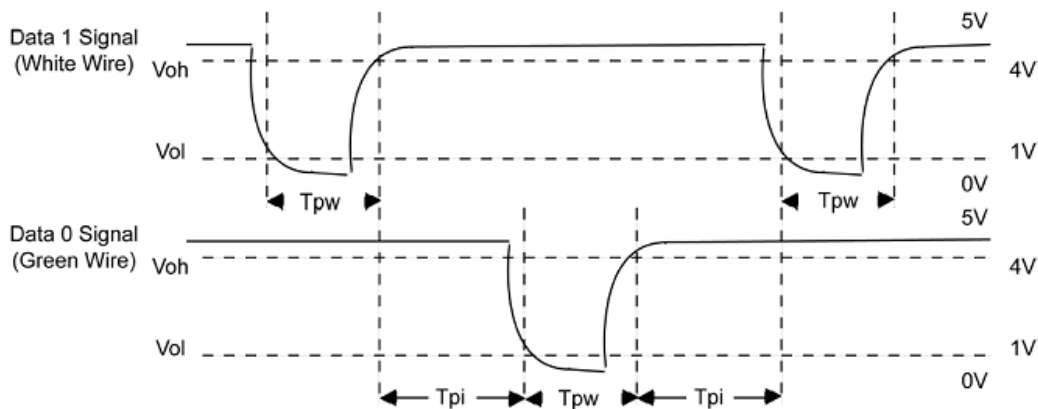 5V
Data 1 Signal
(White Wire)
Voh
4V
Vol
1V
Tpw
Tpw
0V
5V
Data 0 Signal
(Green Wire)
Voh
4V
Vol
1V
0V
Tpi
Tpw
Tpi